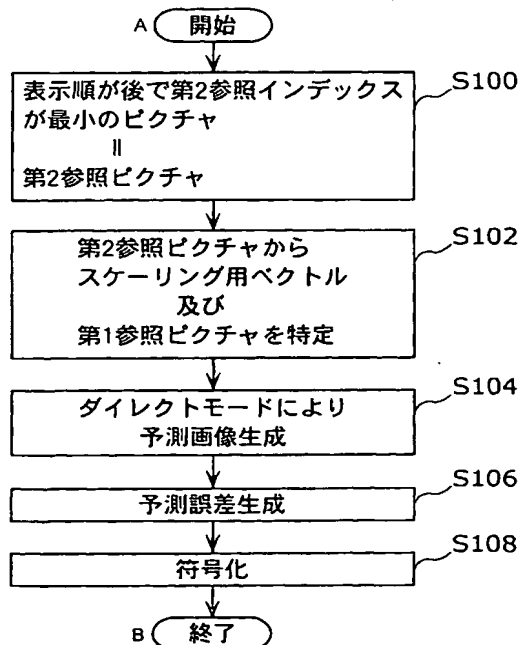 A 開始
S100
表示順が後で第2参照インデックス
が最小のピクチャ
॥
第2参照ピクチャ
S102
第2参照ピクチャから
スケーリング用ベクトル
及び
第1参照ピクチャを特定
S104
ダイレクトモードにより
予測画像生成
S106
予測誤差生成
S108
符号化
B 終了